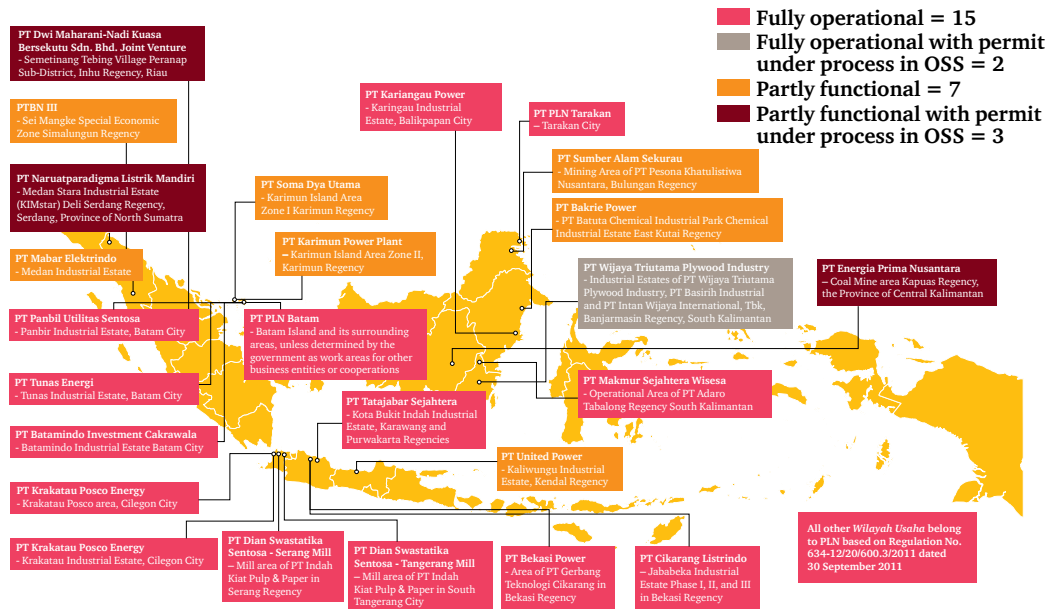 PT Dwi Maharani-Nadi Kuasa
Bersekutu Sdn. Bhd. Joint Venture
- Semetinang Tebing Village Peranap
Sub-District, Inhu Regency, Riau
Fully operational = 15
Fully operational with permit
under process in OSS = 2
Partly functional = 7
Partly functional with permit
under process in OSS = 3
PTBN III
- Sei Mangke Special Economic
Zone Simalungun Regency
PT Kariangau Power
- Karingau Industrial
Estate, Balikpapan City
PT PLN Tarakan
– Tarakan City
PT Sumber Alam Sekurau
- Mining Area of PT Pesona Khatulistiwa
Nusantara, Bulungan Regency
PT Naruatparadigma Listrik Mandiri
- Medan Stara Industrial Estate
(KIMstar) Deli Serdang Regency,
Serdang, Province of North Sumatra
PT Soma Dya Utama
- Karimun Island Area
Zone I Karimun Regency
PT Bakrie Power
- PT Batuta Chemical Industrial Park Chemical
Industrial Estate East Kutai Regency
PT Mabar Elektrindo
- Medan Industrial Estate
PT Karimun Power Plant
– Karimun Island Area Zone II,
Karimun Regency
PT Wijaya Triutama Plywood Industry
- Industrial Estates of PT Wijaya Triutama
Plywood Industry, PT Basirih Industrial
and PT Intan Wijaya International, Tbk,
Banjarmasin Regency, South Kalimantan
PT Energia Prima Nusantara
– Coal Mine area Kapuas Regency,
the Province of Central Kalimantan
PT Panbil Utilitas Sentosa
- Panbir Industrial Estate, Batam City
PT PLN Batam
- Batam Island and its surrounding
areas, unless determined by the
government as work areas for other
business entities or cooperations
PT Tunas Energi
- Tunas Industrial Estate, Batam City
PT Makmur Sejahtera Wisesa
- Operational Area of PT Adaro
Tabalong Regency South Kalimantan
PT Tatajabar Sejahtera
- Kota Bukit Indah Industrial
Estate, Karawang and
Purwakarta Regencies
PT Batamindo Investment Cakrawala
- Batamindo Industrial Estate Batam City
PT United Power
- Kaliwungu Industrial
Estate, Kendal Regency
PT Krakatau Posco Energy
- Krakatau Posco area, Cilegon City
PT Krakatau Posco Energy
- Krakatau Industrial Estate, Cilegon City
PT Dian Swastatika
Sentosa - Serang Mill
– Mill area of PT Indah
Kiat Pulp & Paper in
Serang Regency
PT Dian Swastatika
Sentosa - Tangerang Mill
– Mill area of PT Indah
Kiat Pulp & Paper in South
Tangerang City
PT Bekasi Power
- Area of PT Gerbang
Teknologi Cikarang in
Bekasi Regency
PT Cikarang Listrindo
– Jababeka Industrial
Estate Phase I, II, and III
in Bekasi Regency
All other Wilayah Usaha belong
to PLN based on Regulation No.
634-12/20/600.3/2011 dated
30 September 2011